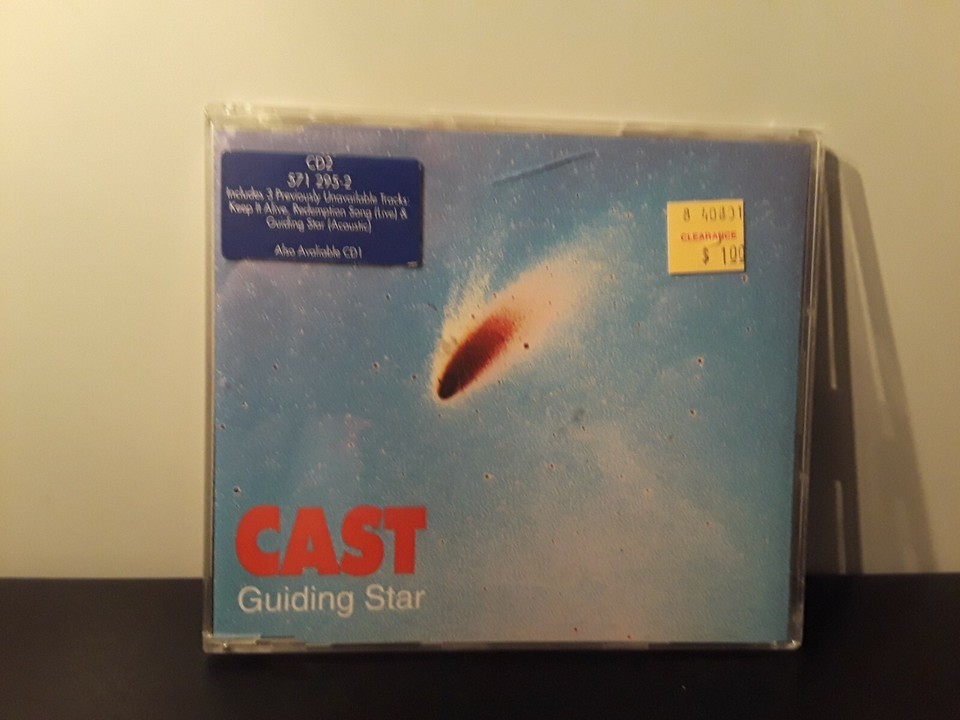 CD2
571 295-2
Includes 3 Previously Unavailable Tracks:
Keep It Alive, Redemption Song (Live) &
Guiding Star (Acoustic)
Also Available CD1
CLEARANCE
$ 1.00
CAST
Guiding Star